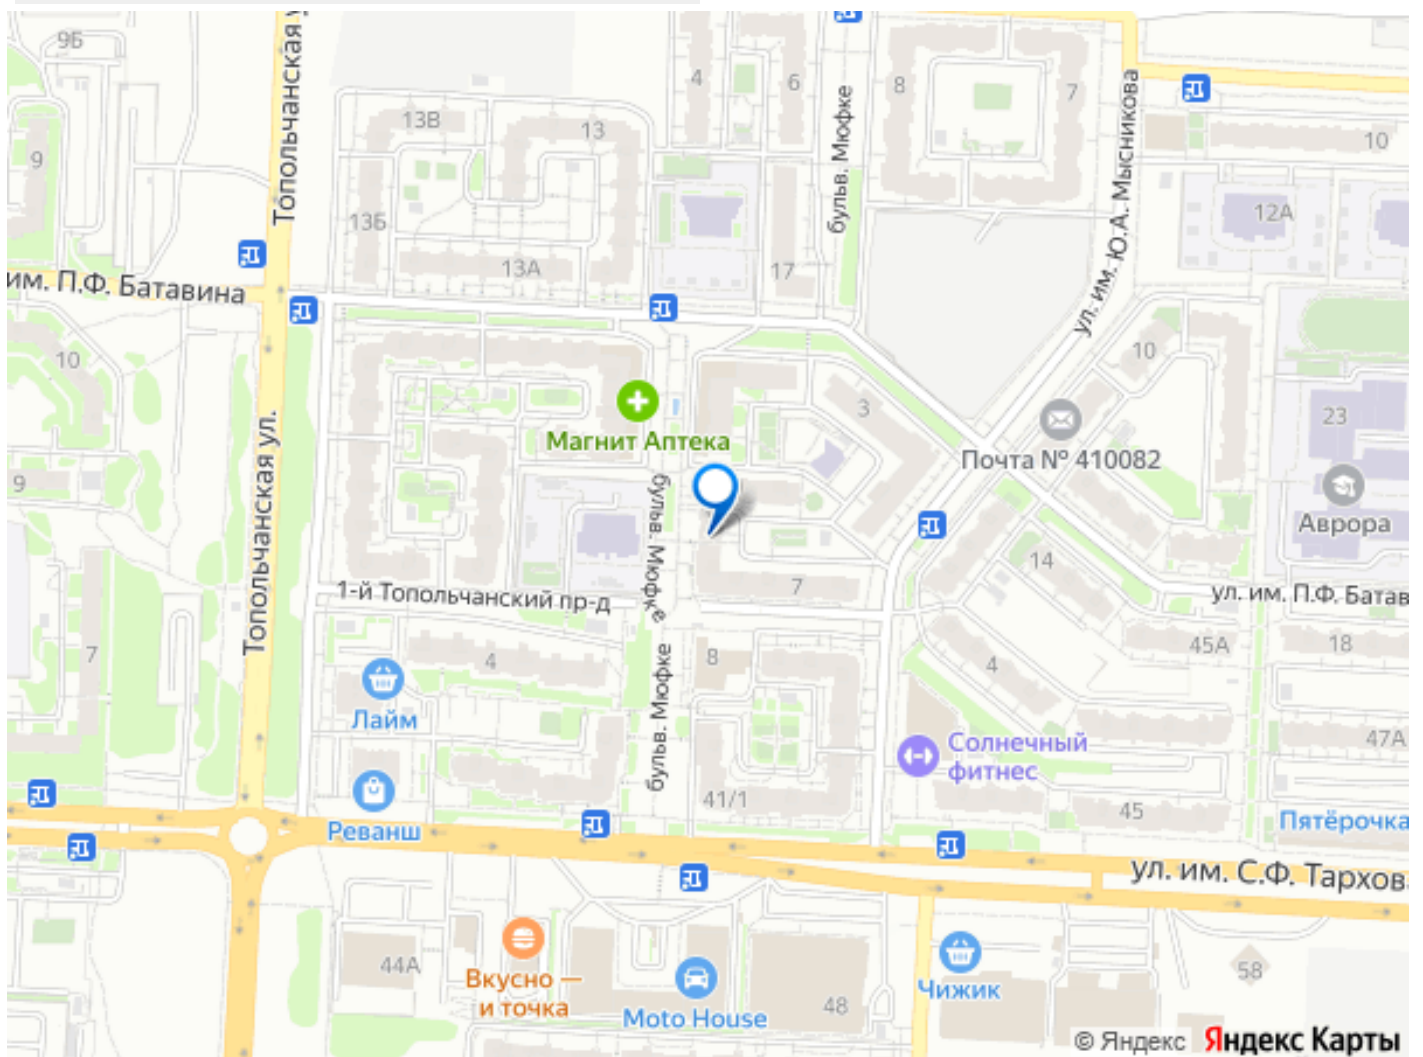 9Б
Топольчанская ул.
4
6
бульв. Мюфке
8
7
ул. им. Ю.А. Мысникова
10
13В
13
9
13Б
13А
17
12А
им. П.Ф. Батавина
10
10
3
23
Магнит Аптека
Почта № 410082
9
Топольчанская ул.
бульв. Мюфке
Аврора
14
7
1-й Топольчанский пр-д
ул. им. П.Ф. Батав
7
4
8
4
45А
18
бульв. Мюфке
Лайм
Солнечный
фитнес
47А
41/1
45
Реванш
Пятёрочка
ул. им. С.Ф. Тархов
44А
Вкусно —
и точка
Moto House
48
Чижик
58
© Яндекс Яндекс Карты